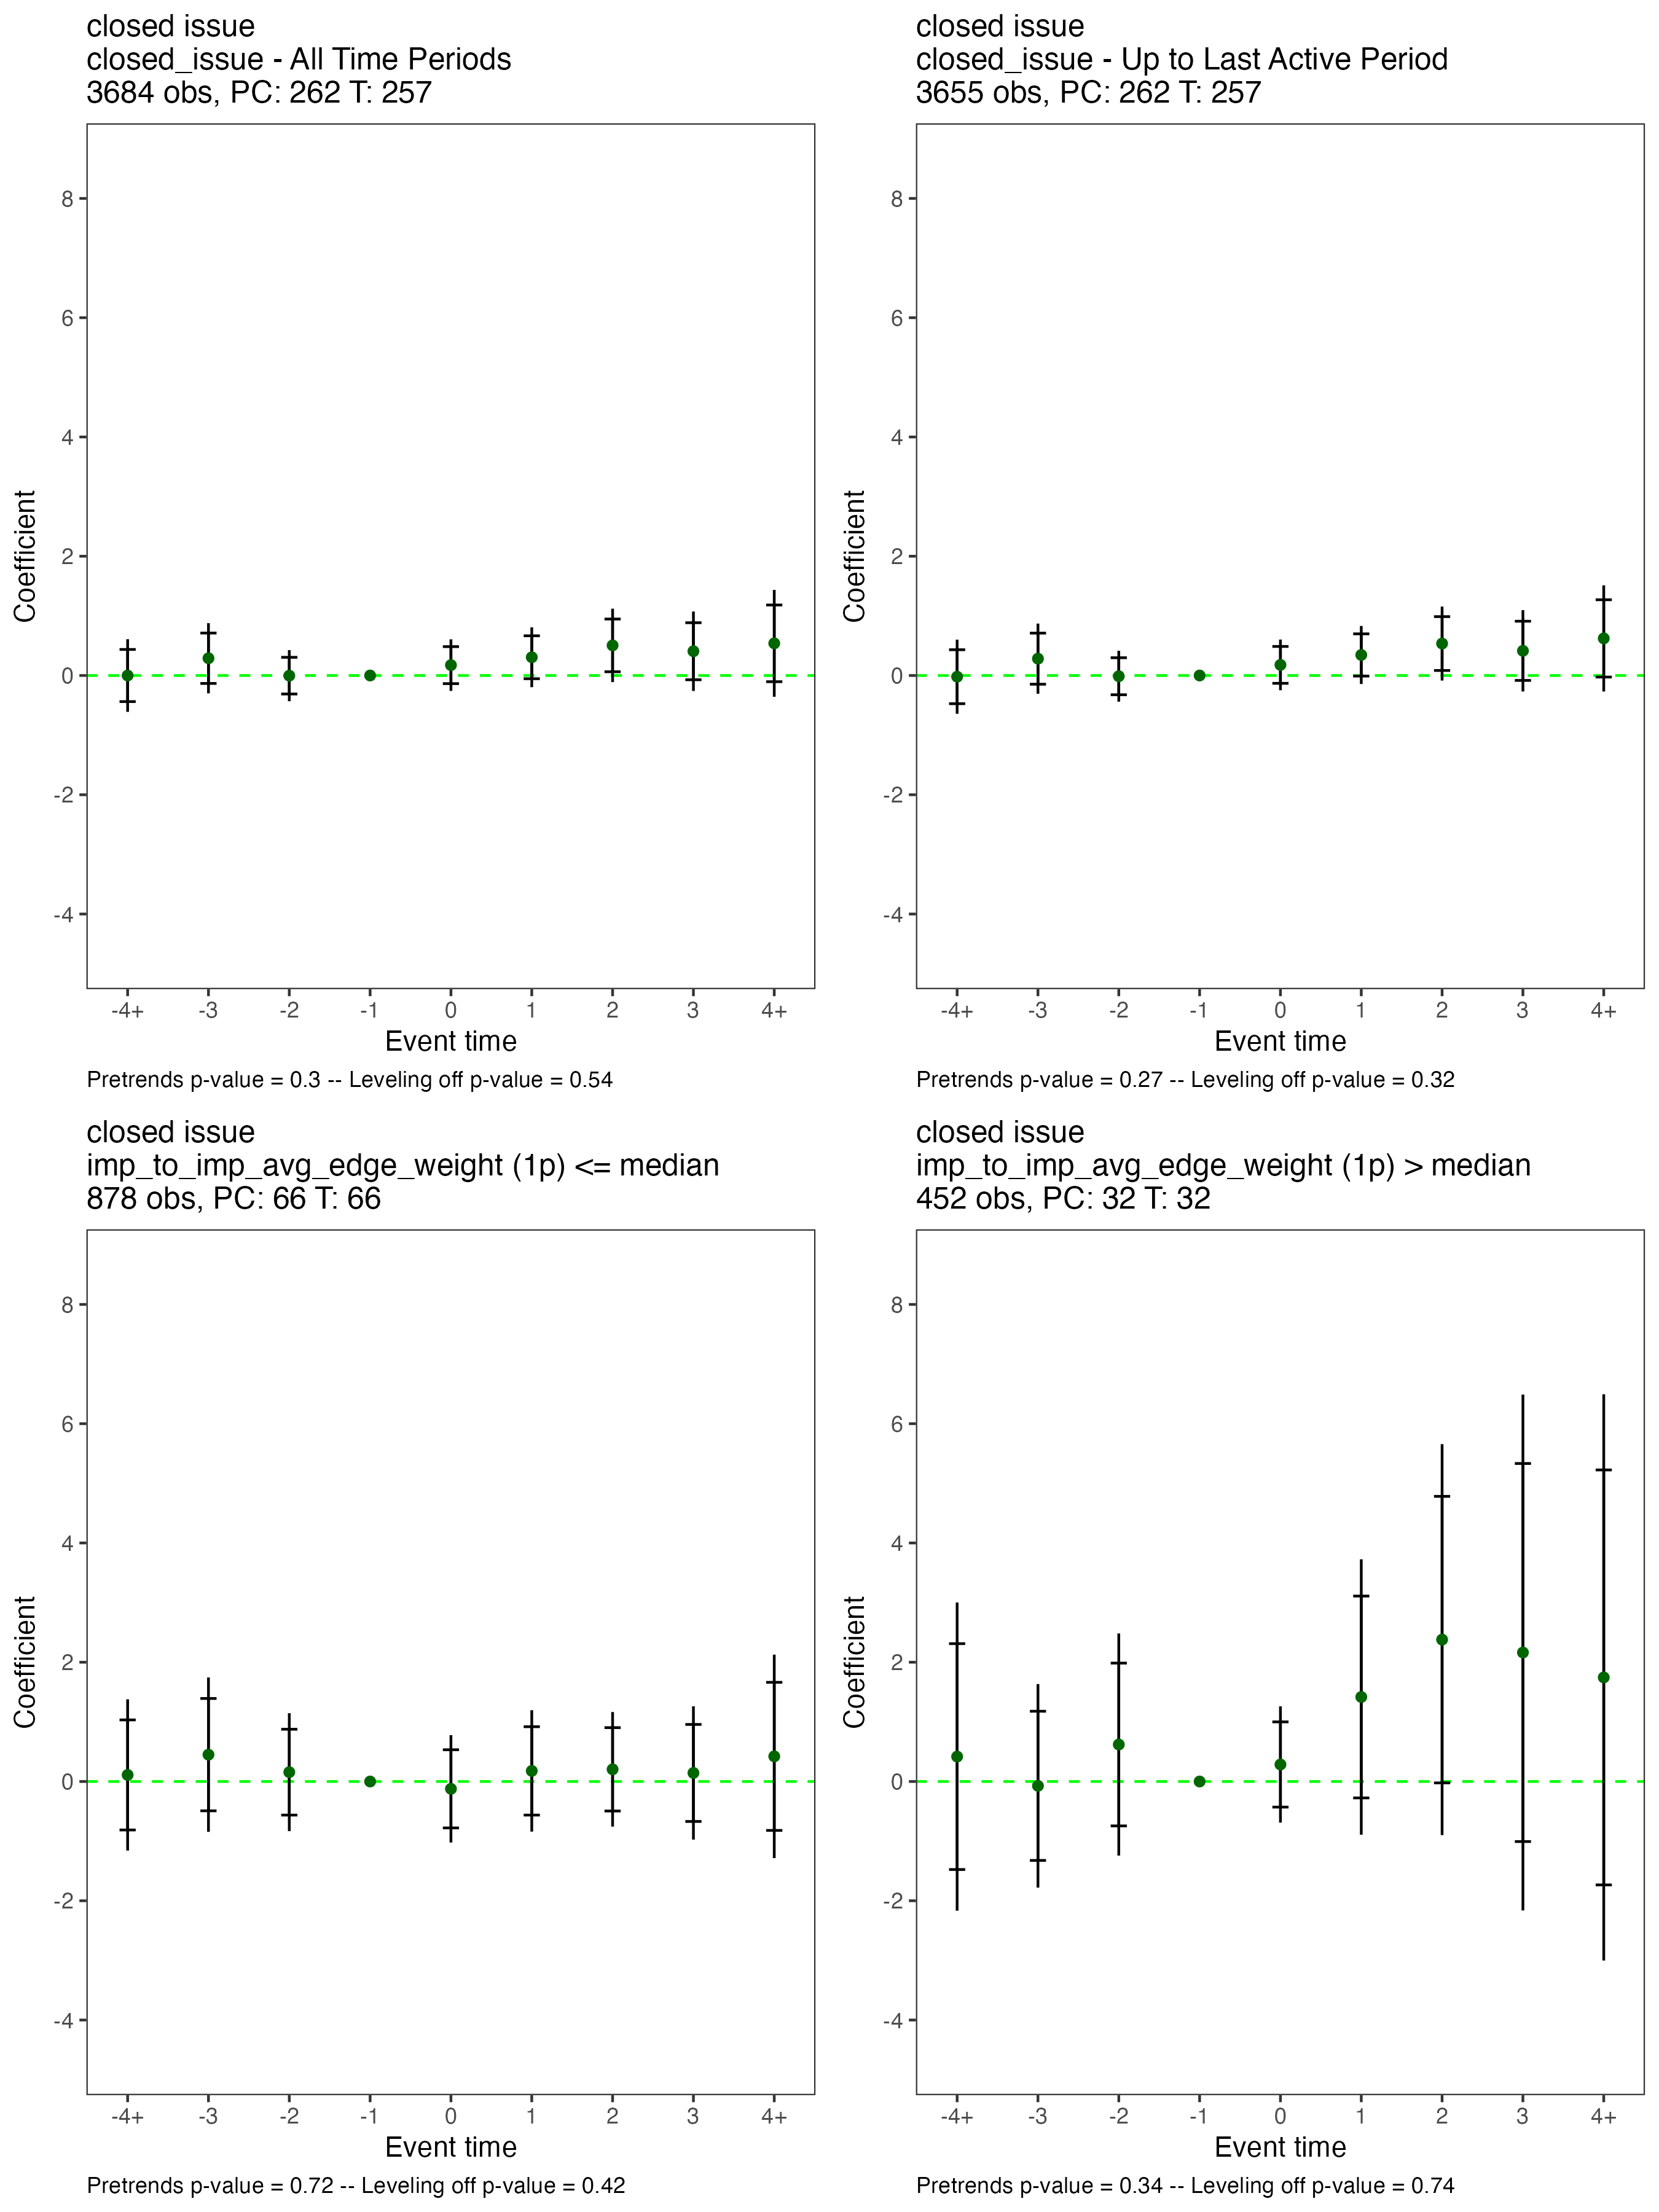 closed issue
closed_issue - All Time Periods
3684 obs, PC: 262 T: 257
8
6
4
2
0
-2
-4
Coefficient
-4+ -3 -2 -1 0 1 2 3 4+
Event time
Pretrends p-value = 0.3 -- Leveling off p-value = 0.54
closed issue
closed_issue - Up to Last Active Period
3655 obs, PC: 262 T: 257
8
6
4
2
0
-2
-4
Coefficient
-4+ -3 -2 -1 0 1 2 3 4+
Event time
Pretrends p-value = 0.27 -- Leveling off p-value = 0.32
closed issue
imp_to_imp_avg_edge_weight (1p) <= median
878 obs, PC: 66 T: 66
8
6
4
2
0
-2
-4
Coefficient
-4+ -3 -2 -1 0 1 2 3 4+
Event time
Pretrends p-value = 0.72 -- Leveling off p-value = 0.42
closed issue
imp_to_imp_avg_edge_weight (1p) > median
452 obs, PC: 32 T: 32
8
6
4
2
0
-2
-4
Coefficient
-4+ -3 -2 -1 0 1 2 3 4+
Event time
Pretrends p-value = 0.34 -- Leveling off p-value = 0.74